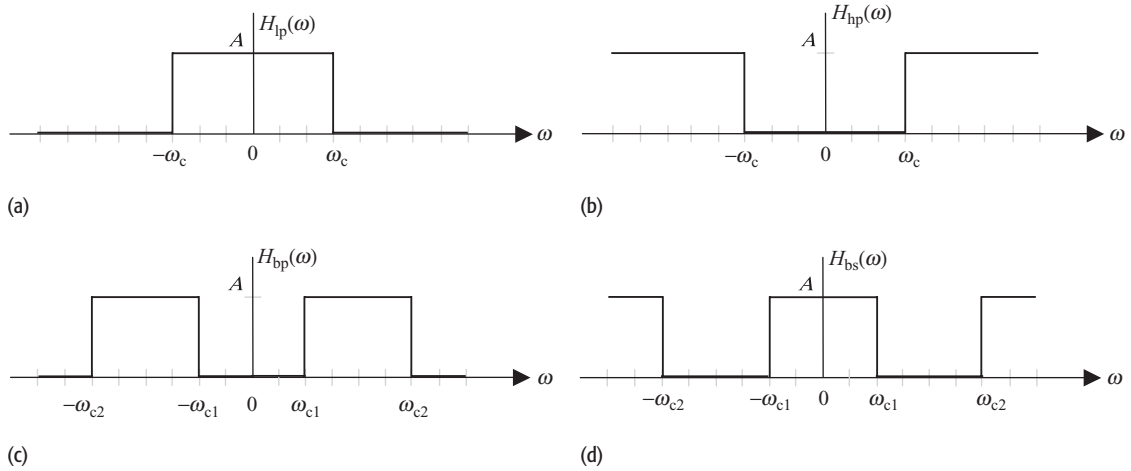 H_lp(ω)
A
ω
−ω_c 0 ω_c
(a)
H_hp(ω)
A
ω
−ω_c 0 ω_c
(b)
H_bp(ω)
A
ω
−ω_c2 −ω_c1 0 ω_c1 ω_c2
(c)
H_bs(ω)
A
ω
−ω_c2 −ω_c1 0 ω_c1 ω_c2
(d)